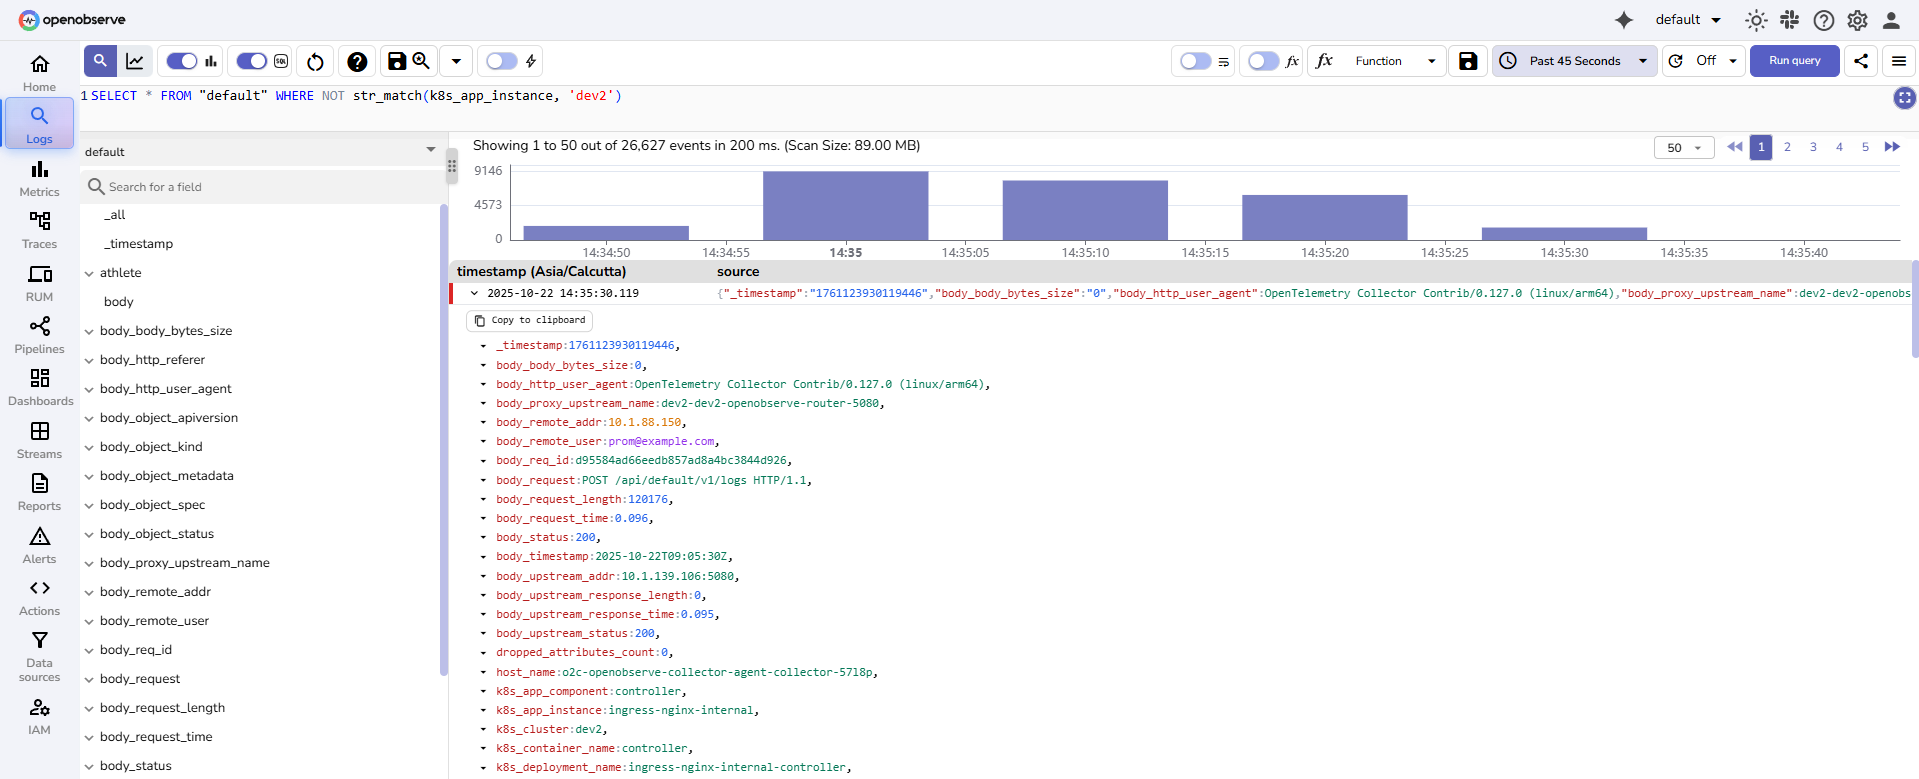 openobserve
default
Home
Logs
Metrics
Traces
RUM
Pipelines
Dashboards
Streams
Reports
Alerts
Actions
Data
sources
IAM
SQL
fx
fx Function
Past 45 Seconds
Off
Run query
1 SELECT * FROM "default" WHERE NOT str_match(k8s_app_instance, 'dev2')
default
Search for a field
_all
_timestamp
athlete
body
body_body_bytes_size
body_http_referer
body_http_user_agent
body_object_apiversion
body_object_kind
body_object_metadata
body_object_spec
body_object_status
body_proxy_upstream_name
body_remote_addr
body_remote_user
body_req_id
body_request
body_request_length
body_request_time
body_status
Showing 1 to 50 out of 26,627 events in 200 ms. (Scan Size: 89.00 MB)
50
1 2 3 4 5
9146
4573
0
14:34:50 14:34:55 14:35 14:35:05 14:35:10 14:35:15 14:35:20 14:35:25 14:35:30 14:35:35 14:35:40
timestamp (Asia/Calcutta) source
2025-10-22 14:35:30.119 {"_timestamp":"1761123930119446","body_body_bytes_size":"0","body_http_user_agent":OpenTelemetry Collector Contrib/0.127.0 (linux/arm64),"body_proxy_upstream_name":dev2-dev2-openobs
Copy to clipboard
_timestamp:1761123930119446,
body_body_bytes_size:0,
body_http_user_agent:OpenTelemetry Collector Contrib/0.127.0 (linux/arm64),
body_proxy_upstream_name:dev2-dev2-openobserve-router-5080,
body_remote_addr:10.1.88.150,
body_remote_user:prom@example.com,
body_req_id:d95584ad66eedb857ad8a4bc3844d926,
body_request:POST /api/default/v1/logs HTTP/1.1,
body_request_length:120176,
body_request_time:0.096,
body_status:200,
body_timestamp:2025-10-22T09:05:30Z,
body_upstream_addr:10.1.139.106:5080,
body_upstream_response_length:0,
body_upstream_response_time:0.095,
body_upstream_status:200,
dropped_attributes_count:0,
host_name:o2c-openobserve-collector-agent-collector-57l8p,
k8s_app_component:controller,
k8s_app_instance:ingress-nginx-internal,
k8s_cluster:dev2,
k8s_container_name:controller,
k8s_deployment_name:ingress-nginx-internal-controller,